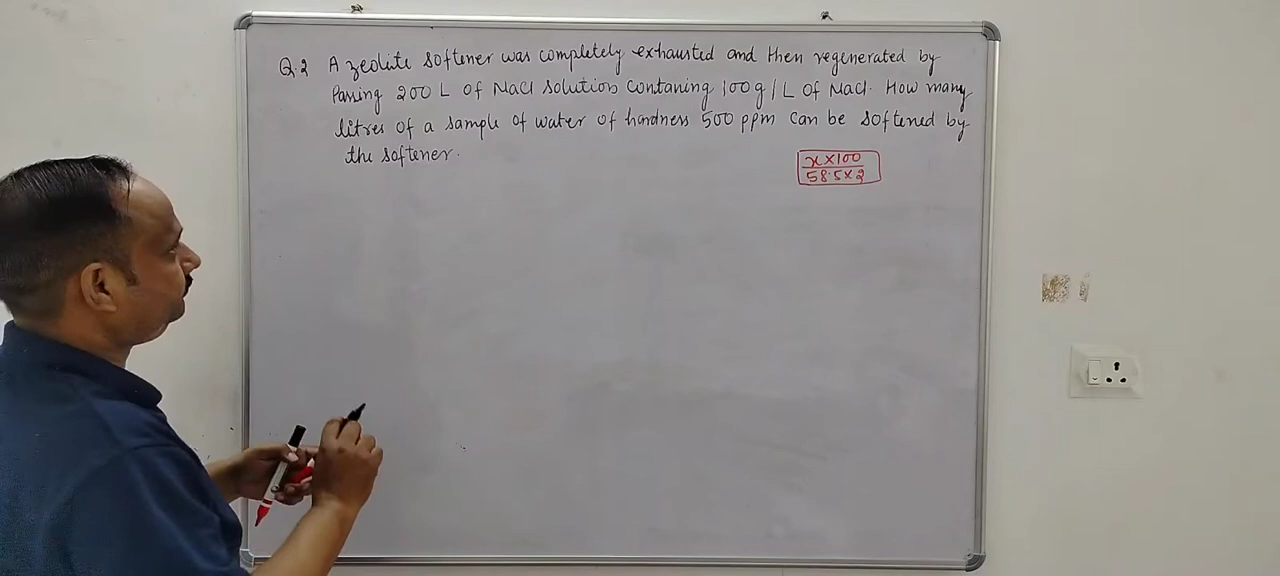 Q.2 A zeolite softener was completely exhausted and then regenerated by
Passing 200 L of NaCl solution contaning 100g/L of NaCl. How many
litres of a sample of water of hardness 500 ppm can be softened by
the softener.
x×100
58.5×2